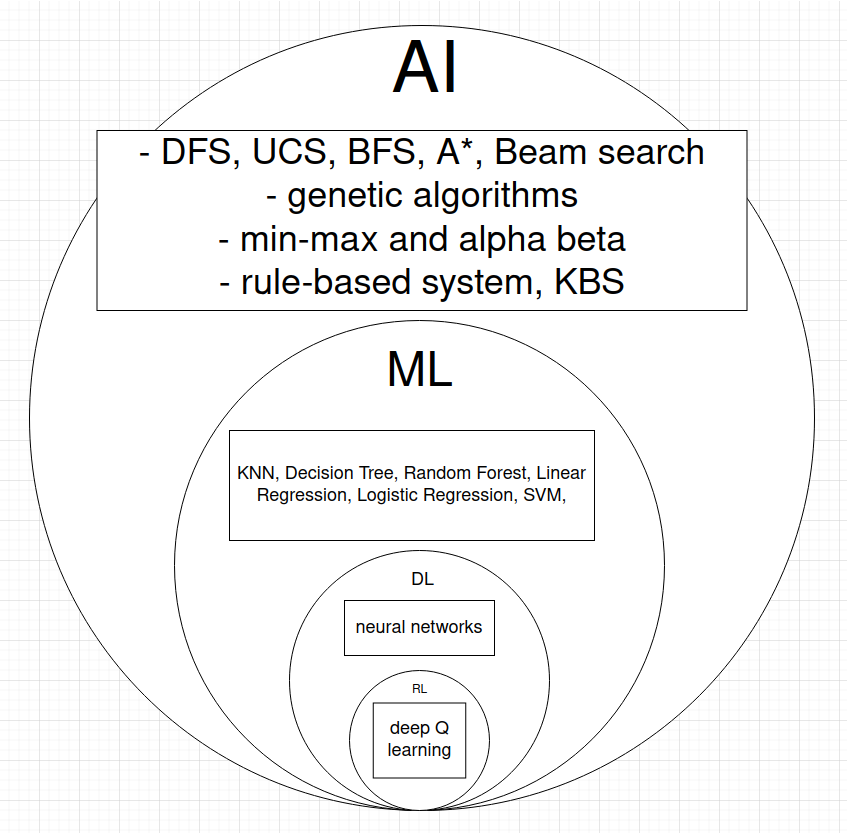 AI
- DFS, UCS, BFS, A*, Beam search
- genetic algorithms
- min-max and alpha beta
- rule-based system, KBS
ML
KNN, Decision Tree, Random Forest, Linear
Regression, Logistic Regression, SVM,
DL
neural networks
RL
deep Q
learning